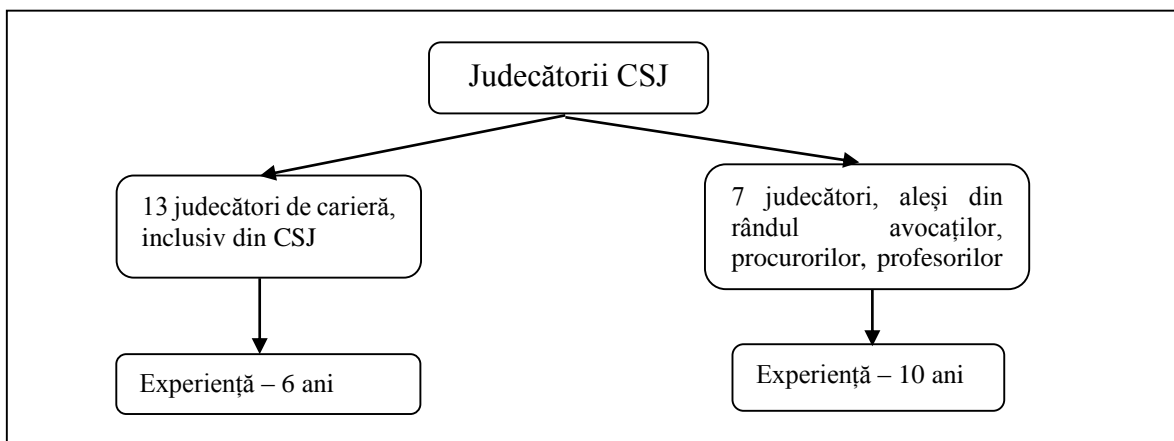 Judecătorii CSJ
13 judecători de carieră,
inclusiv din CSJ
7 judecători, aleși din
rândul avocaților,
procurorilor, profesorilor
Experiență – 6 ani
Experiență – 10 ani